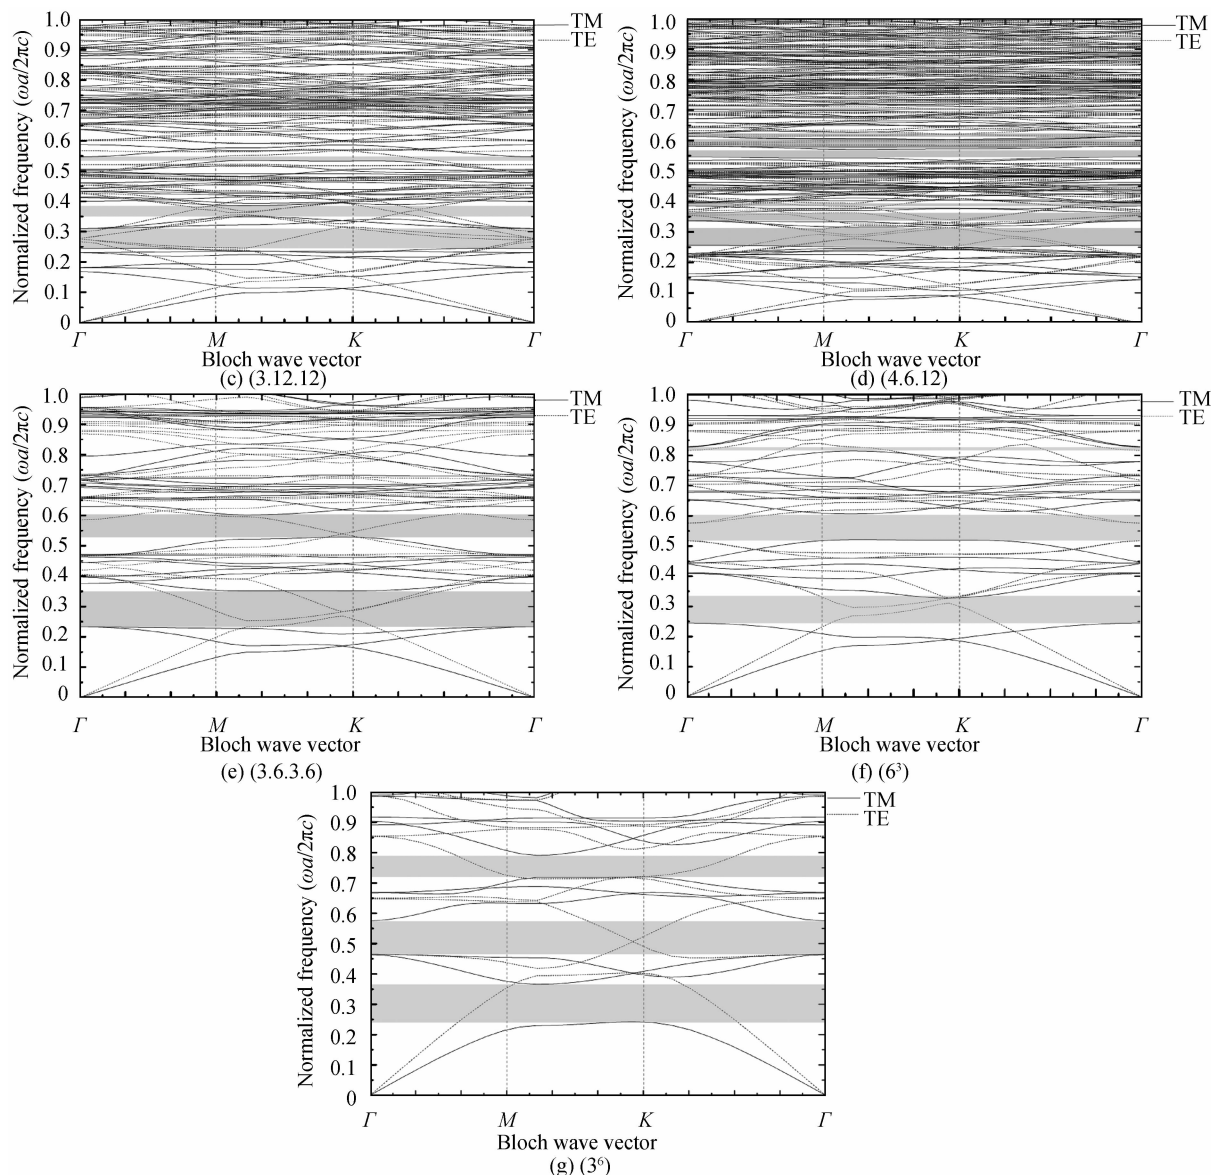 Normalized frequency (ωa/2πc)
1.0
0.9
0.8
0.7
0.6
0.5
0.4
0.3
0.2
0.1
0
TM
TE
Γ M K Γ
Bloch wave vector
(c) (3.12.12)
Normalized frequency (ωa/2πc)
1.0
0.9
0.8
0.7
0.6
0.5
0.4
0.3
0.2
0.1
0
TM
TE
Γ M K Γ
Bloch wave vector
(d) (4.6.12)
Normalized frequency (ωa/2πc)
1.0
0.9
0.8
0.7
0.6
0.5
0.4
0.3
0.2
0.1
0
TM
TE
Γ M K Γ
Bloch wave vector
(e) (3.6.3.6)
Normalized frequency (ωa/2πc)
1.0
0.9
0.8
0.7
0.6
0.5
0.4
0.3
0.2
0.1
0
TM
TE
Γ M K Γ
Bloch wave vector
(f) (6³)
Normalized frequency (ωa/2πc)
1.0
0.9
0.8
0.7
0.6
0.5
0.4
0.3
0.2
0.1
0
TM
TE
Γ M K Γ
Bloch wave vector
(g) (3⁶)